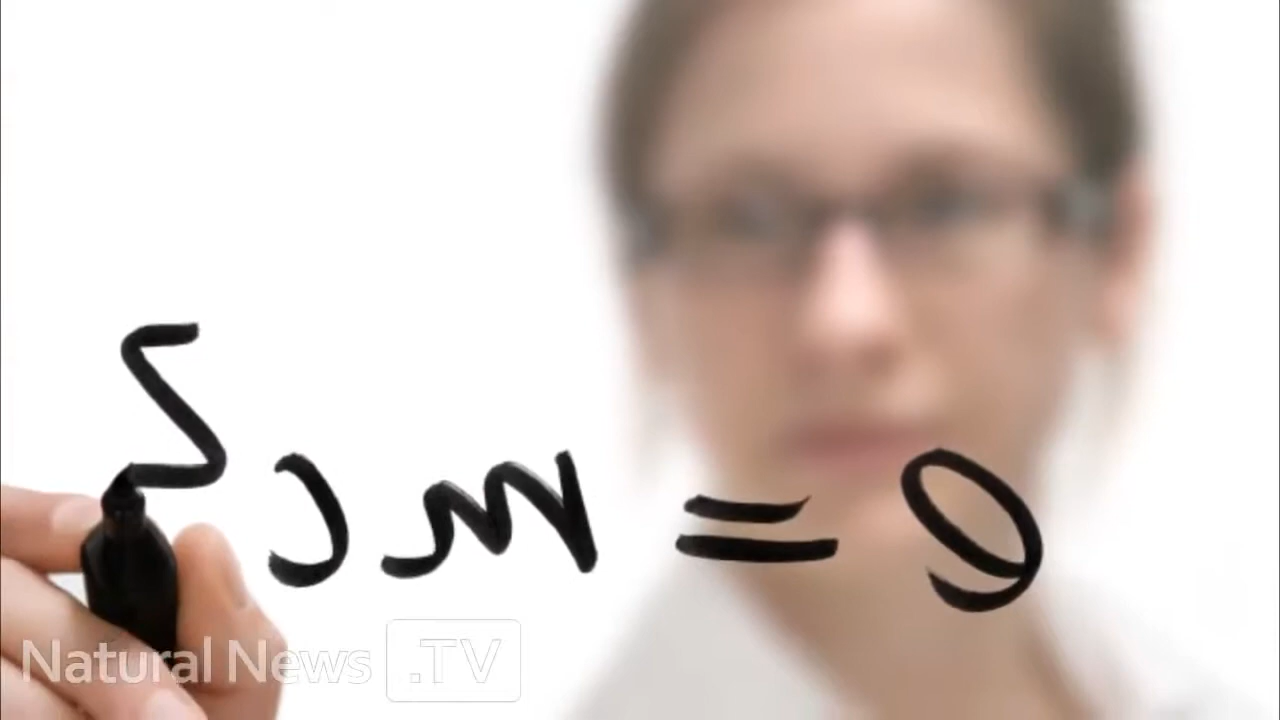 e = mc²
Natural News .TV